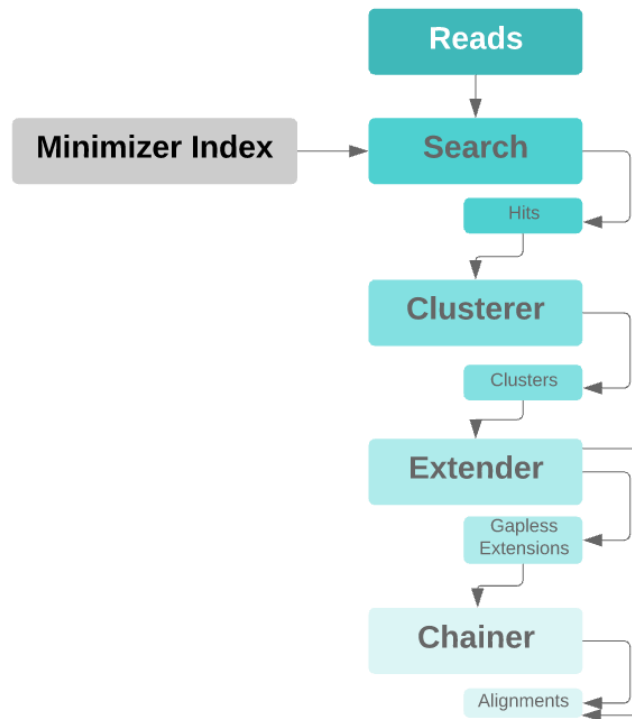 Reads
Minimizer Index
Search
Hits
Clusterer
Clusters
Extender
Gapless
Extensions
Chainer
Alignments